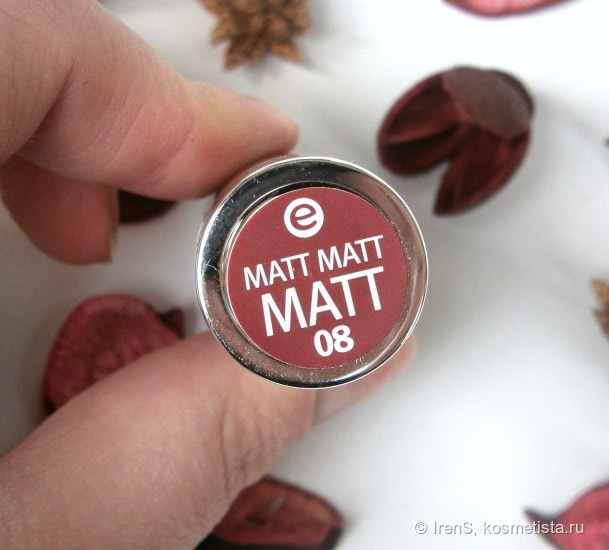 e
MATT MATT
MATT
08
© IrenS, kosmetista.ru